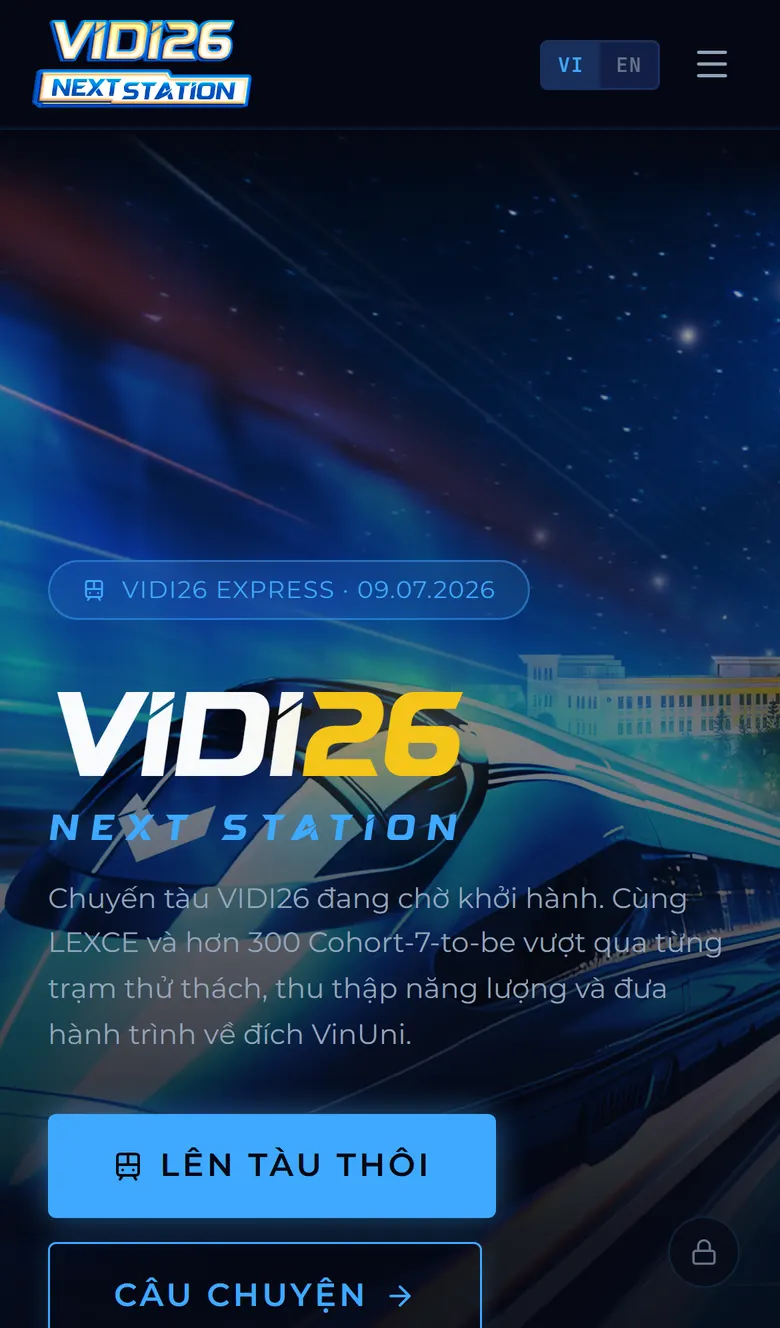 VIDI26
NEXT STATION
VI EN
VIDI26 EXPRESS · 09.07.2026
VIDI26
NEXT STATION
Chuyến tàu VIDI26 đang chờ khởi hành. Cùng
LEXCE và hơn 300 Cohort-7-to-be vượt qua từng
trạm thử thách, thu thập năng lượng và đưa
hành trình về đích VinUni.
LÊN TÀU THÔI
CÂU CHUYỆN →